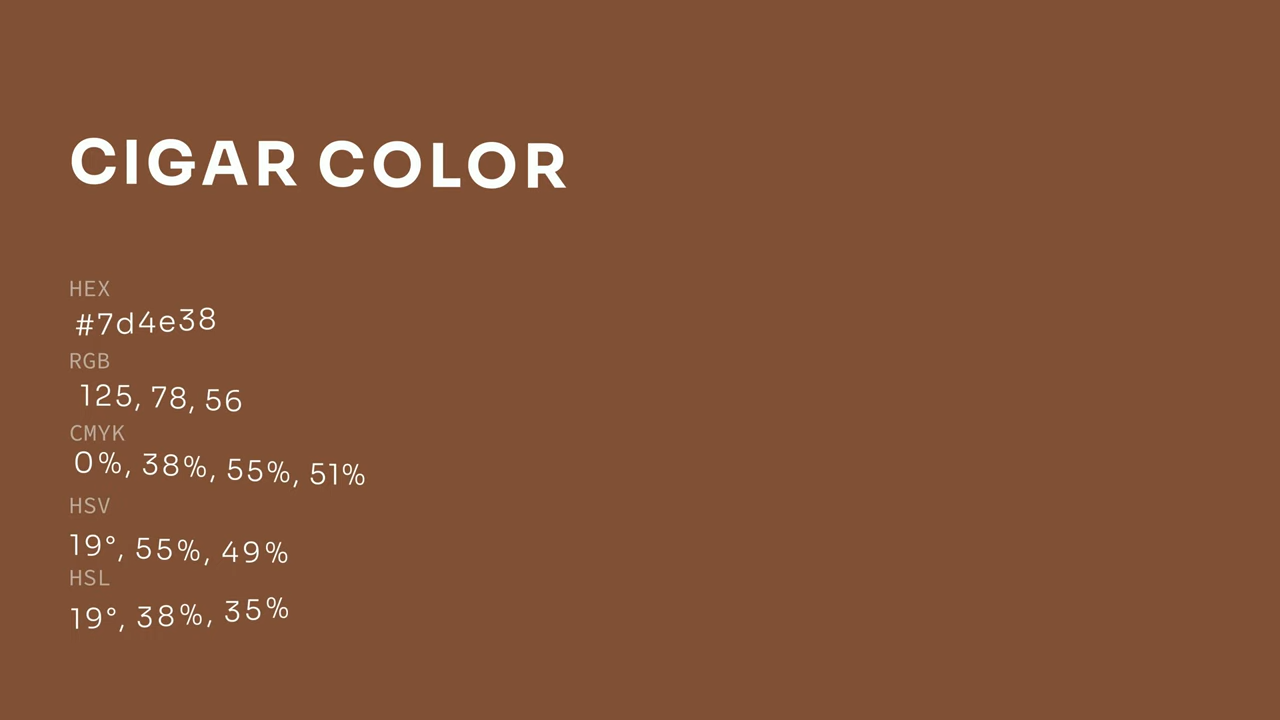 CIGAR COLOR
HEX
#7d4e38
RGB
125, 78, 56
CMYK
0%, 38%, 55%, 51%
HSV
19°, 55%, 49%
HSL
19°, 38%, 35%